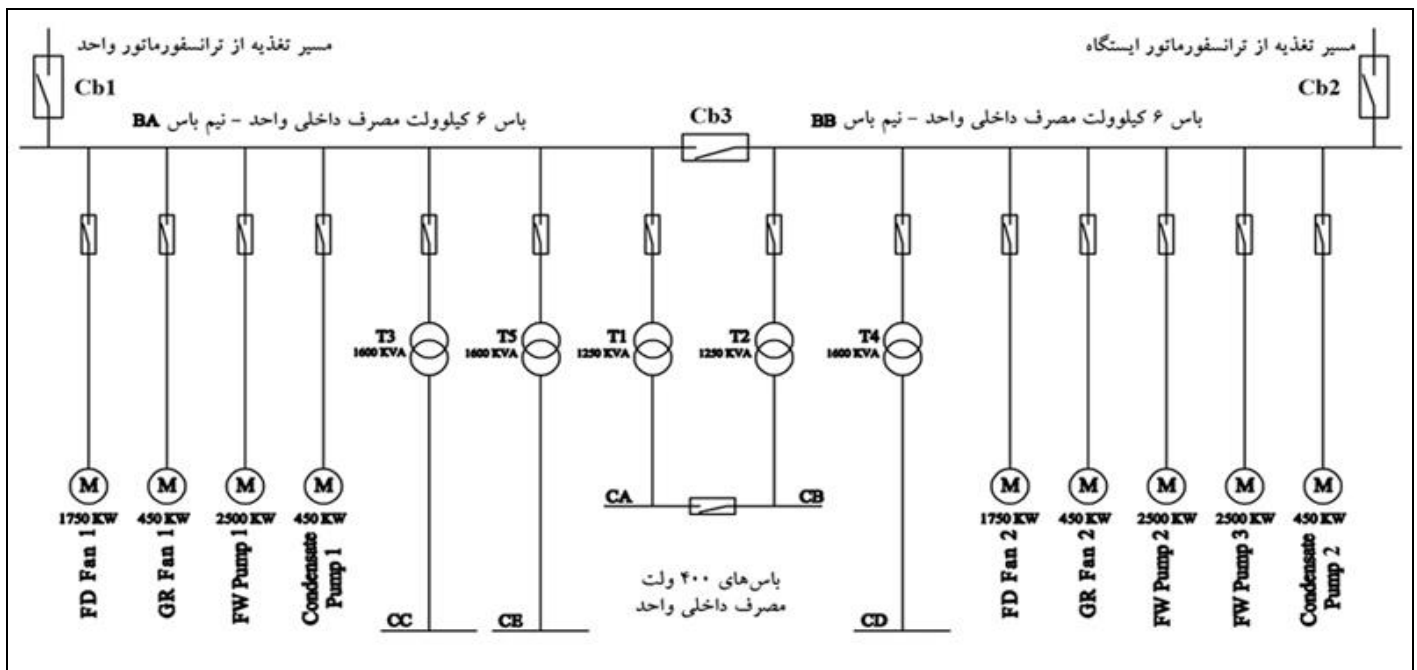 مسیر تغذیه از ترانسفورماتور واحد
مسیر تغذیه از ترانسفورماتور ایستگاه
Cb1
Cb2
باس ۶ کیلوولت مصرف داخلی واحد - نیم باس BA
Cb3
باس ۶ کیلوولت مصرف داخلی واحد - نیم باس BB
T3
1600 KVA
T5
1600 KVA
T1
1250 KVA
T2
1250 KVA
T4
1600 KVA
M
1750 KW
FD Fan 1
M
450 KW
GR Fan 1
M
2500 KW
FW Pump 1
M
450 KW
Condensate
Pump 1
CA
CB
باس‌های ۴۰۰ ولت
مصرف داخلی واحد
CC
CE
CD
M
1750 KW
FD Fan 2
M
450 KW
GR Fan 2
M
2500 KW
FW Pump 2
M
2500 KW
FW Pump 3
M
450 KW
Condensate
Pump 2